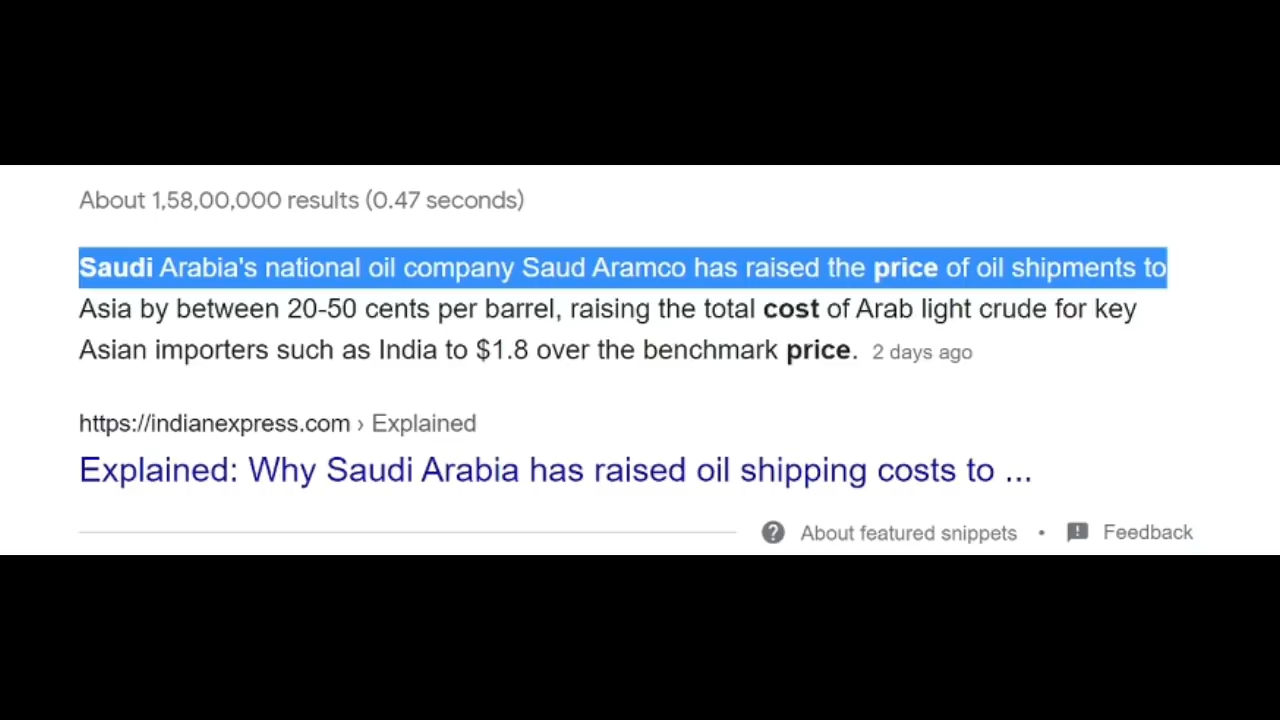 About 1,58,00,000 results (0.47 seconds)
Saudi Arabia's national oil company Saud Aramco has raised the price of oil shipments to
Asia by between 20-50 cents per barrel, raising the total cost of Arab light crude for key
Asian importers such as India to $1.8 over the benchmark price. 2 days ago
https://indianexpress.com › Explained
Explained: Why Saudi Arabia has raised oil shipping costs to ...
About featured snippets • Feedback